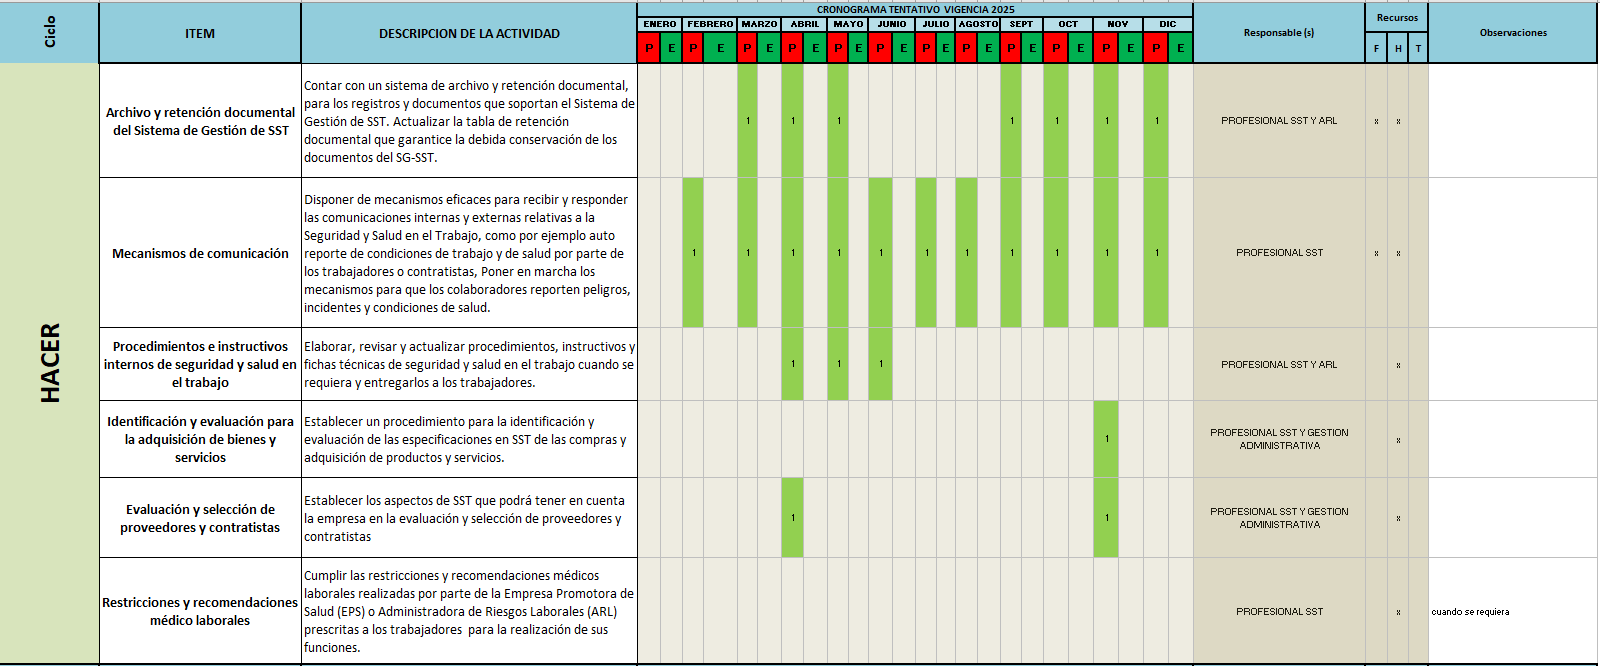 CRONOGRAMA TENTATIVO VIGENCIA 2025
Ciclo
ITEM
DESCRIPCION DE LA ACTIVIDAD
ENERO FEBRERO MARZO ABRIL MAYO JUNIO JULIO AGOSTO SEPT OCT NOV DIC
P E P E P E P E P E P E P E P E P E P E P E P E
Responsable (s)
Recursos
F H T
Observaciones
HACER
Archivo y retención documental
del Sistema de Gestión de SST
Contar con un sistema de archivo y retención documental,
para los registros y documentos que soportan el Sistema de
Gestión de SST. Actualizar la tabla de retención
documental que garantice la debida conservación de los
documentos del SG-SST.
1 1 1 1 1 1 1
PROFESIONAL SST Y ARL
x x
Mecanismos de comunicación
Disponer de mecanismos eficaces para recibir y responder
las comunicaciones internas y externas relativas a la
Seguridad y Salud en el Trabajo, como por ejemplo auto
reporte de condiciones de trabajo y de salud por parte de
los trabajadores o contratistas, Poner en marcha los
mecanismos para que los colaboradores reporten peligros,
incidentes y condiciones de salud.
1 1 1 1 1 1 1 1 1 1 1
PROFESIONAL SST
x x
Procedimientos e instructivos
internos de seguridad y salud en
el trabajo
Elaborar, revisar y actualizar procedimientos, instructivos y
fichas técnicas de seguridad y salud en el trabajo cuando se
requiera y entregarlos a los trabajadores.
1 1 1
PROFESIONAL SST Y ARL
x
Identificación y evaluación para
la adquisición de bienes y
servicios
Establecer un procedimiento para la identificación y
evaluación de las especificaciones en SST de las compras y
adquisición de productos y servicios.
1
PROFESIONAL SST Y GESTION
ADMINISTRATIVA
x
Evaluación y selección de
proveedores y contratistas
Establecer los aspectos de SST que podrá tener en cuenta
la empresa en la evaluación y selección de proveedores y
contratistas
1 1
PROFESIONAL SST Y GESTION
ADMINISTRATIVA
x
Restricciones y recomendaciones
médico laborales
Cumplir las restricciones y recomendaciones médicos
laborales realizadas por parte de la Empresa Promotora de
Salud (EPS) o Administradora de Riesgos Laborales (ARL)
prescritas a los trabajadores para la realización de sus
funciones.
PROFESIONAL SST
x
cuando se requiera